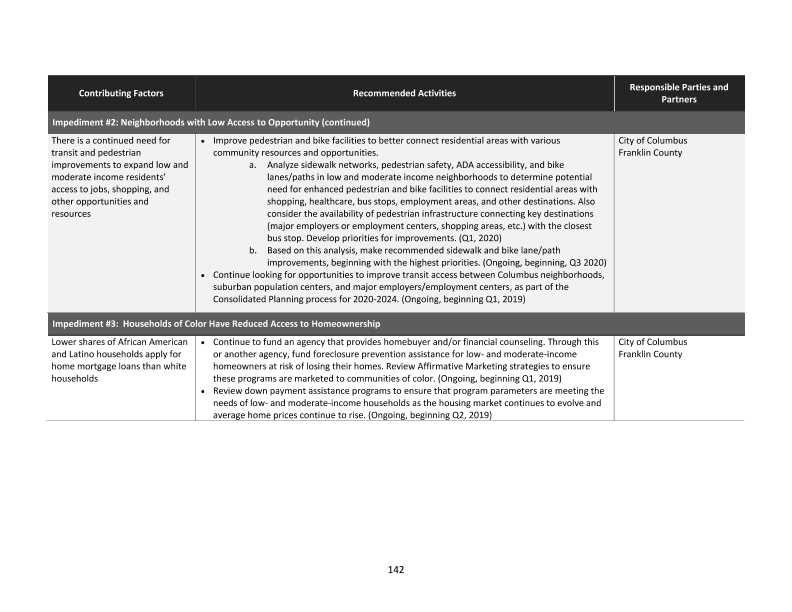 Contributing Factors
Recommended Activities
Responsible Parties and
Partners
Impediment #2: Neighborhoods with Low Access to Opportunity (continued)
There is a continued need for
transit and pedestrian
improvements to expand low and
moderate income residents'
access to jobs, shopping, and
other opportunities and
resources
• Improve pedestrian and bike facilities to better connect residential areas with various
community resources and opportunities.
a. Analyze sidewalk networks, pedestrian safety, ADA accessibility, and bike
lanes/paths in low and moderate income neighborhoods to determine potential
need for enhanced pedestrian and bike facilities to connect residential areas with
shopping, healthcare, bus stops, employment areas, and other destinations. Also
consider the availability of pedestrian infrastructure connecting key destinations
(major employers or employment centers, shopping areas, etc.) with the closest
bus stop. Develop priorities for improvements. (Q1, 2020)
b. Based on this analysis, make recommended sidewalk and bike lane/path
improvements, beginning with the highest priorities. (Ongoing, beginning, Q3 2020)
• Continue looking for opportunities to improve transit access between Columbus neighborhoods,
suburban population centers, and major employers/employment centers, as part of the
Consolidated Planning process for 2020-2024. (Ongoing, beginning Q1, 2019)
City of Columbus
Franklin County
Impediment #3: Households of Color Have Reduced Access to Homeownership
Lower shares of African American
and Latino households apply for
home mortgage loans than white
households
• Continue to fund an agency that provides homebuyer and/or financial counseling. Through this
or another agency, fund foreclosure prevention assistance for low- and moderate-income
homeowners at risk of losing their homes. Review Affirmative Marketing strategies to ensure
these programs are marketed to communities of color. (Ongoing, beginning Q1, 2019)
• Review down payment assistance programs to ensure that program parameters are meeting the
needs of low- and moderate-income households as the housing market continues to evolve and
average home prices continue to rise. (Ongoing, beginning Q2, 2019)
City of Columbus
Franklin County
142